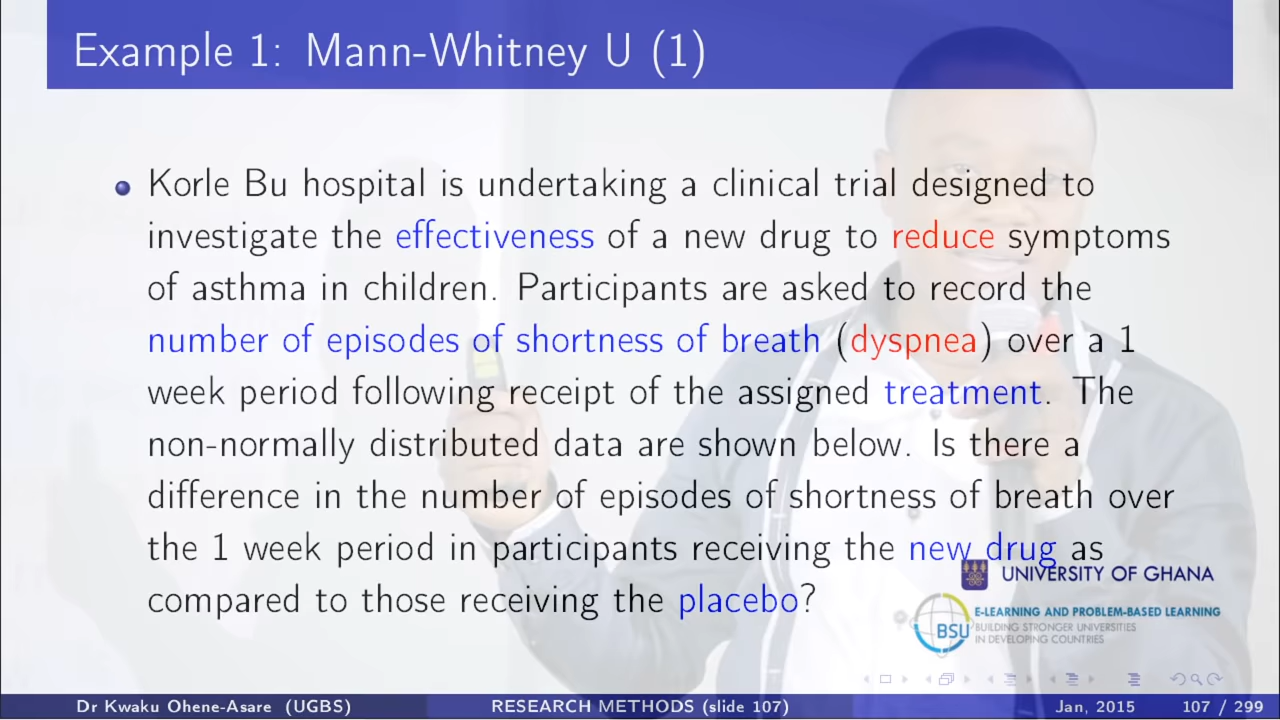 Example 1: Mann-Whitney U (1)
Korle Bu hospital is undertaking a clinical trial designed to
investigate the effectiveness of a new drug to reduce symptoms
of asthma in children. Participants are asked to record the
number of episodes of shortness of breath (dyspnea) over a 1
week period following receipt of the assigned treatment. The
non-normally distributed data are shown below. Is there a
difference in the number of episodes of shortness of breath over
the 1 week period in participants receiving the new drug as
compared to those receiving the placebo?
UNIVERSITY OF GHANA
BSU
E-LEARNING AND PROBLEM-BASED LEARNING
BUILDING STRONGER UNIVERSITIES
IN DEVELOPING COUNTRIES
Dr Kwaku Ohene-Asare (UGBS) RESEARCH METHODS (slide 107) Jan, 2015 107 / 299